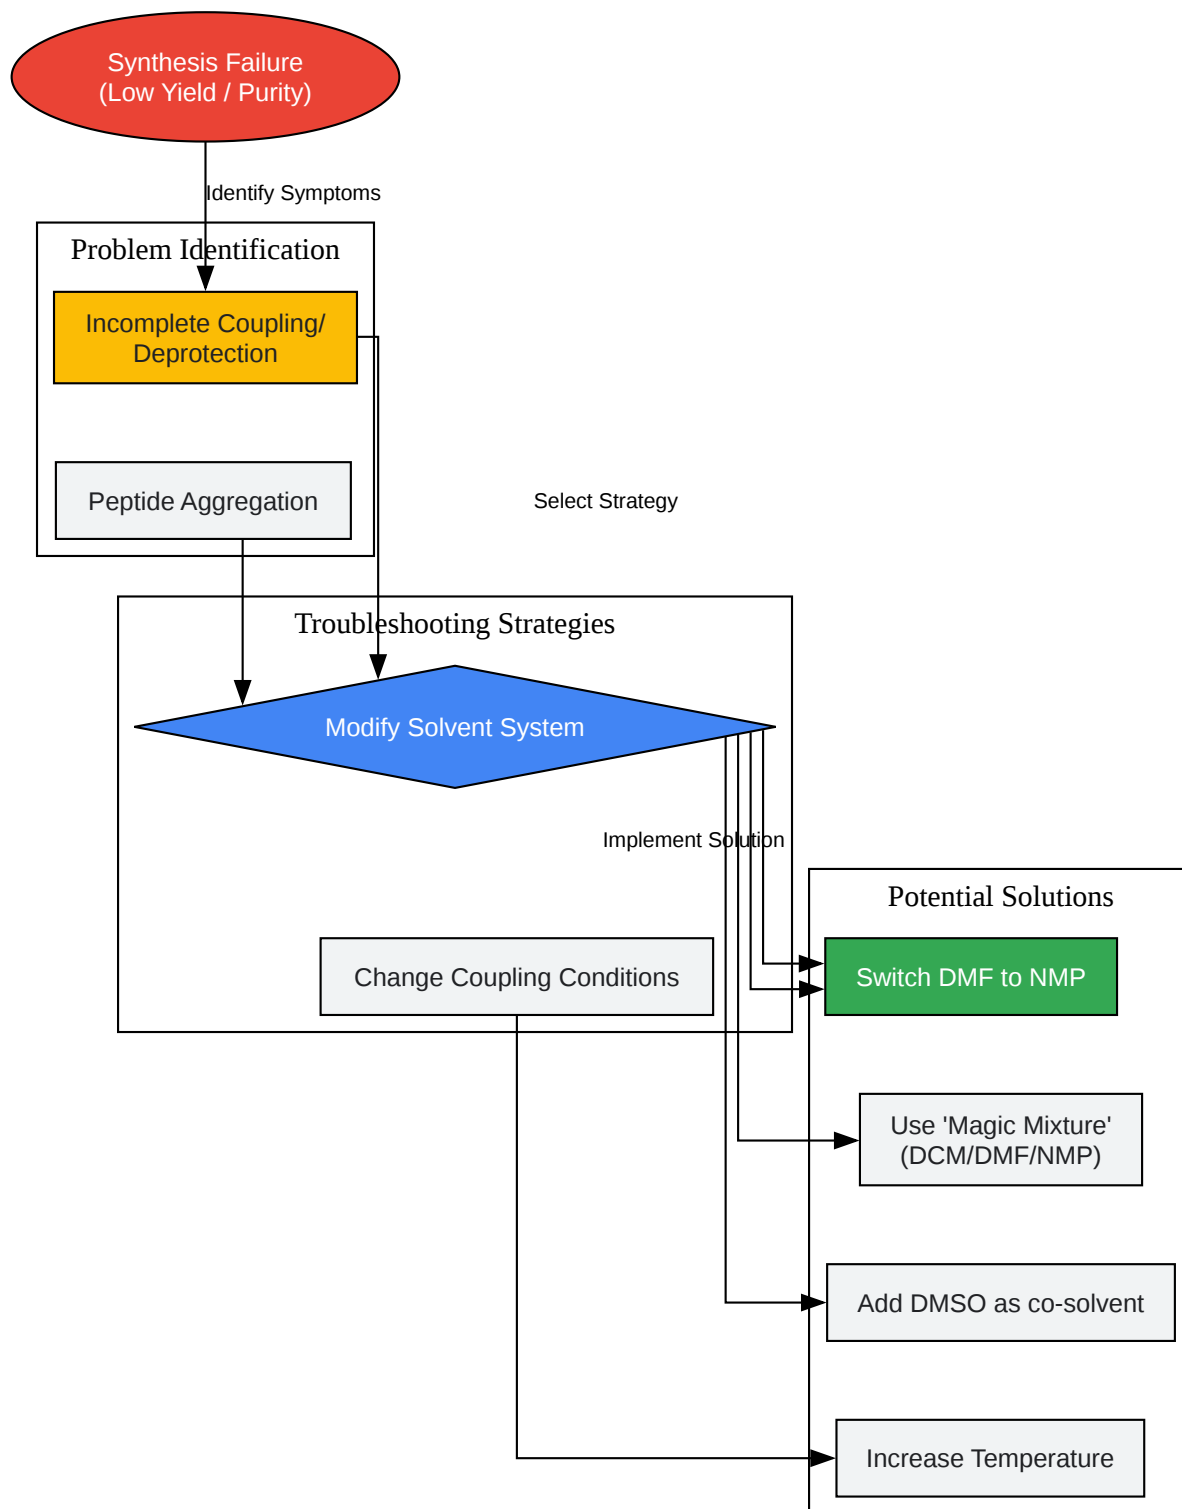 Synthesis Failure
(Low Yield / Purity)
Identify Symptoms
Problem Identification
Incomplete Coupling/
Deprotection
Peptide Aggregation
Select Strategy
Troubleshooting Strategies
Modify Solvent System
Implement Solution
Potential Solutions
Change Coupling Conditions
Switch DMF to NMP
Use 'Magic Mixture'
(DCM/DMF/NMP)
Add DMSO as co-solvent
Increase Temperature